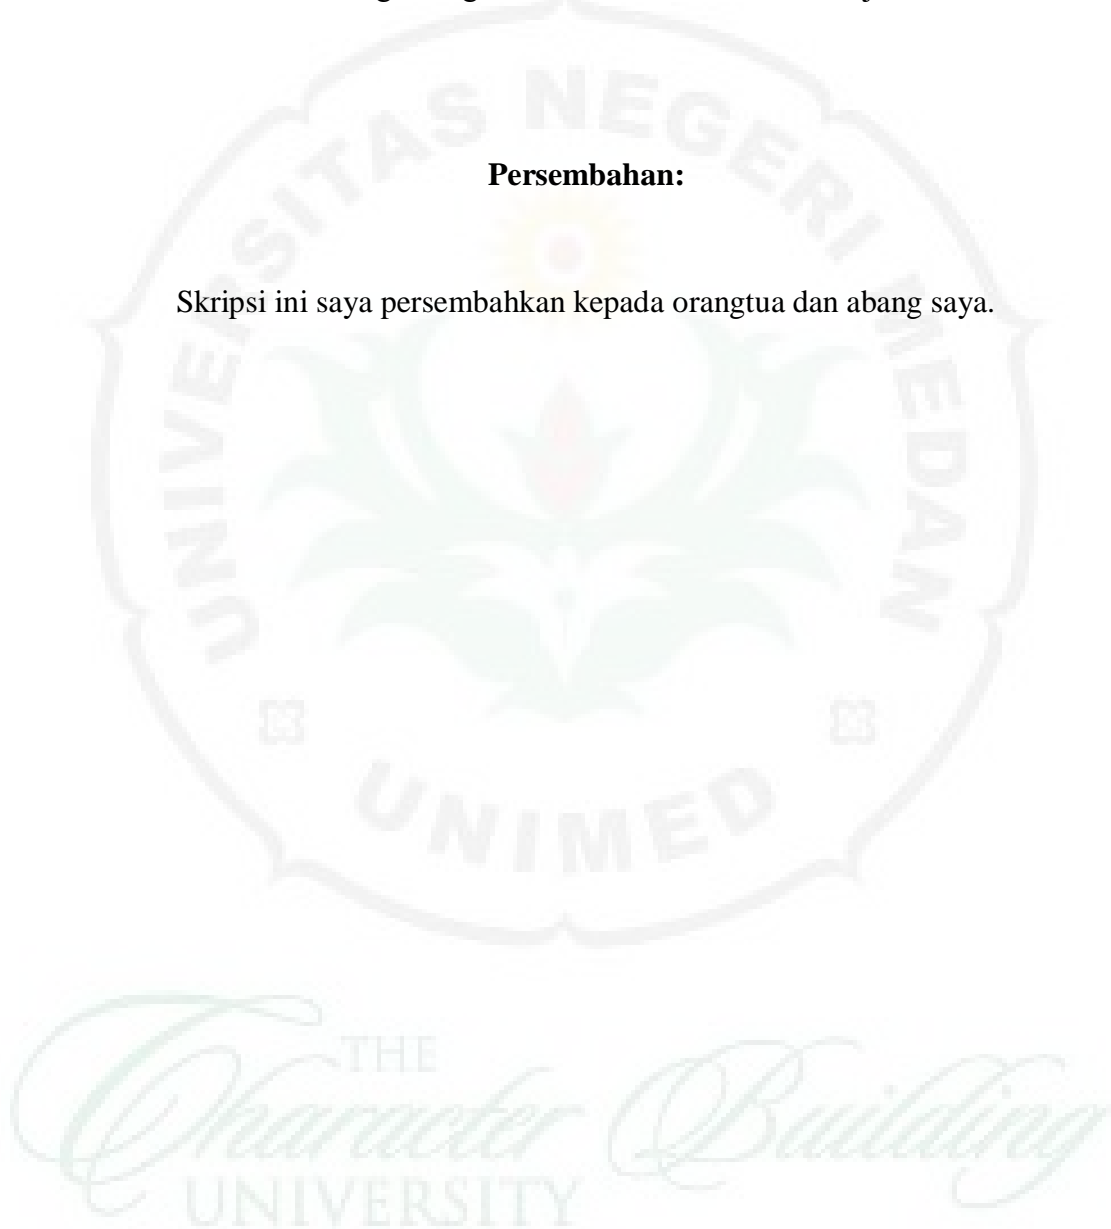 Persembahan:
UNIVERSITAS NEGERI MEDAN
Skripsi ini saya persembahkan kepada orangtua dan abang saya.
UNIMED
THE
Character Building
UNIVERSITY